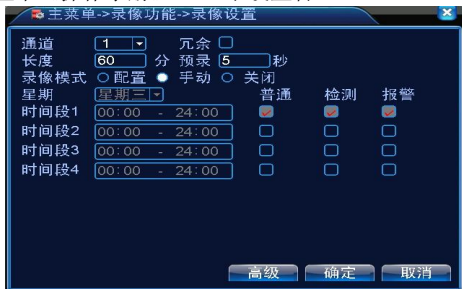 主菜单->录像功能->录像设置
通道 1 冗余
长度 60 分 预录 5 秒
录像模式 配置 手动 关闭
星期 星期三 普通 检测 报警
时间段1 00:00 - 24:00
时间段2 00:00 - 24:00
时间段3 00:00 - 24:00
时间段4 00:00 - 24:00
高级 确定 取消